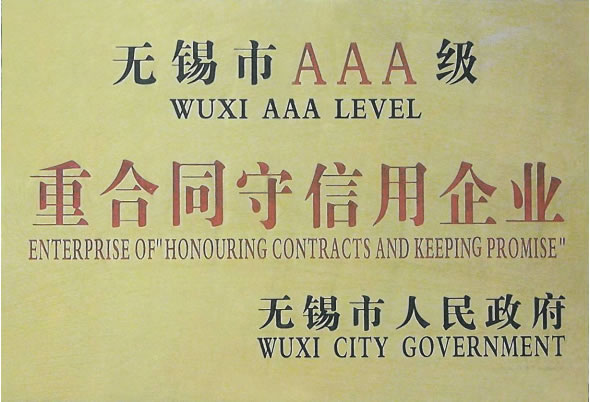 无锡市AAA级
WUXI AAA LEVEL
重合同守信用企业
ENTERPRISE OF"HONOURING CONTRACTS AND KEEPING PROMISE"
无锡市人民政府
WUXI CITY GOVERNMENT